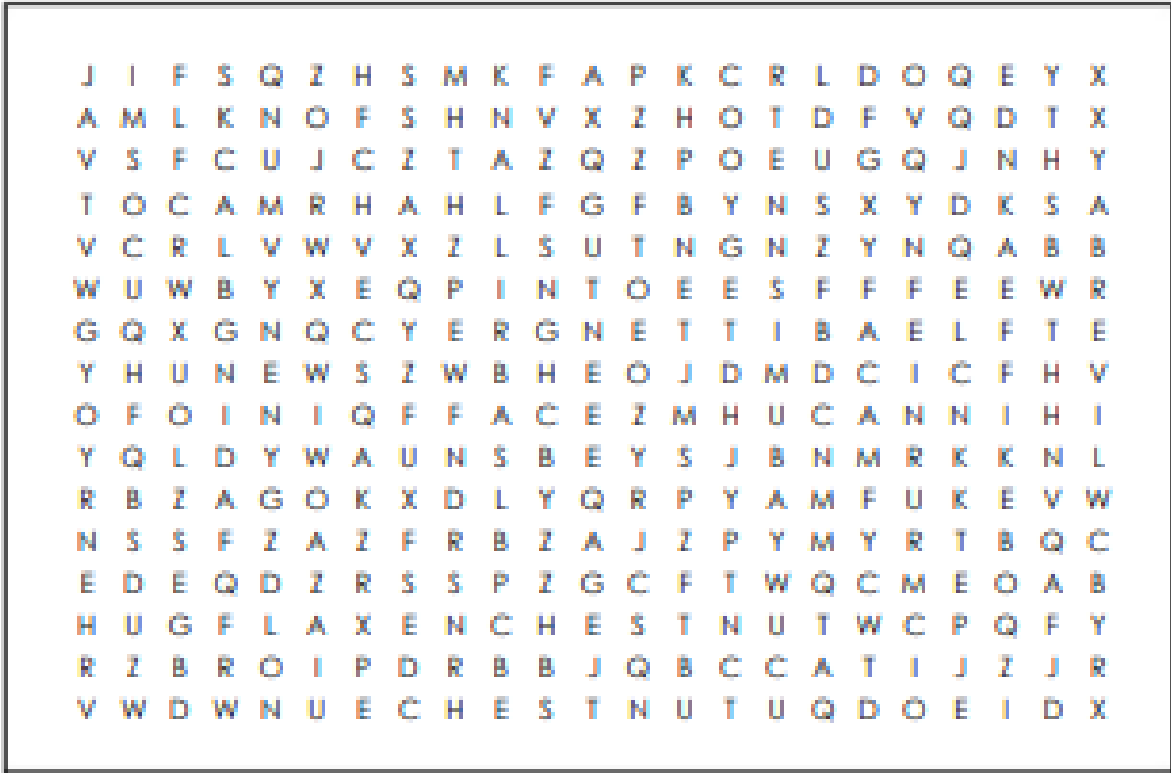 J I F S Q Z H S M K F A P K C R L D O Q E Y X
A M L K N O F S H N V X Z H O T D F V Q D T X
V S F C U J C Z T A Z Q Z P O E U G Q J N H Y
T O C A M R H A H L F G F B Y N S X Y D K S A
V C R L V W V X Z L S U T N G N Z Y N Q A B B
W U W B Y X E Q P I N T O E E S F F F E E W R
G Q X G N Q C Y E R G N E T T I B A E L F T E
Y H U N E W S Z W B H E O J D M D C I C F H V
O F O I N I Q F F A C E Z M H U C A N N I H I
Y Q L D Y W A U N S B E Y S J B N M R K K N L
R B Z A G O K X D L Y Q R P Y A M F U K E V W
N S S F Z A Z F R B Z A J Z P Y M Y R T B Q C
E D E Q D Z R S S P Z G C F T W Q C M E O A B
H U G F L A X E N C H E S T N U T W C P Q F Y
R Z B R O I P D R B B J Q B C C A T I J Z J R
V W D W N U E C H E S T N U T U Q D O E I D X